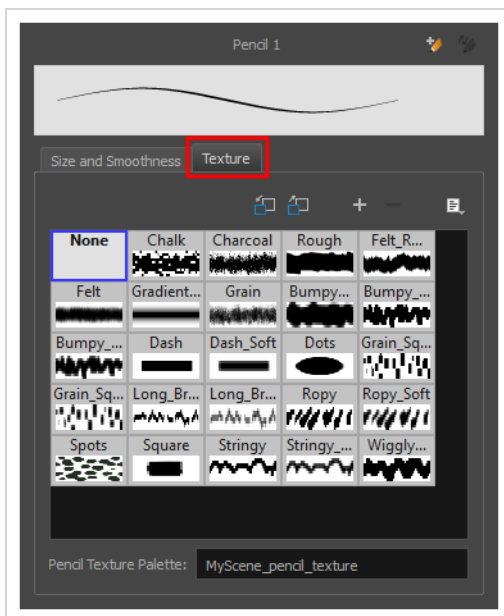 Pencil 1
Size and Smoothness Texture
None Chalk Charcoal Rough Felt_R...
Felt Gradient... Grain Bumpy... Bumpy_...
Bumpy_... Dash Dash_Soft Dots Grain_Sq...
Grain_Sq... Long_Br... Long_Br... Ropy Ropy_Soft
Spots Square Stringy Stringy_... Wiggly...
Pencil Texture Palette: MyScene_pencil_texture